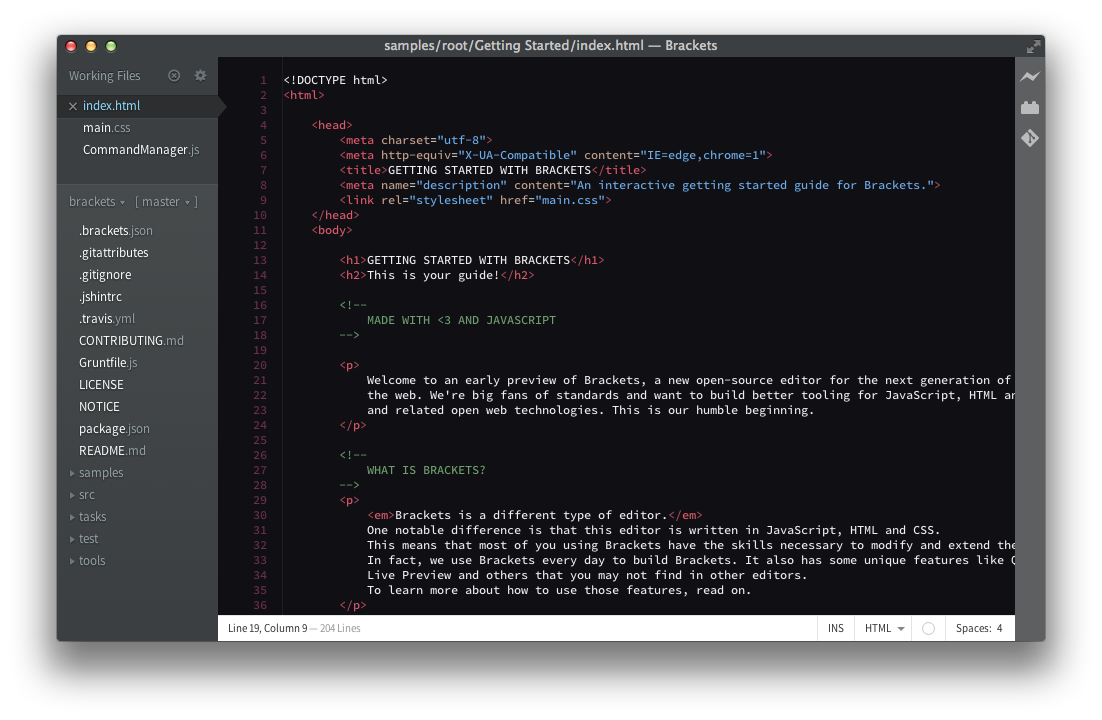 samples/root/Getting Started/index.html — Brackets
Working Files
index.html
main.css
CommandManager.js
brackets [ master ]
.brackets.json
.gitattributes
.gitignore
.jshintrc
.travis.yml
CONTRIBUTING.md
Gruntfile.js
LICENSE
NOTICE
package.json
README.md
samples
src
tasks
test
tools
1 <!DOCTYPE html>
2 <html>
3
4 <head>
5 <meta charset="utf-8">
6 <meta http-equiv="X-UA-Compatible" content="IE=edge,chrome=1">
7 <title>GETTING STARTED WITH BRACKETS</title>
8 <meta name="description" content="An interactive getting started guide for Brackets.">
9 <link rel="stylesheet" href="main.css">
10 </head>
11 <body>
12
13 <h1>GETTING STARTED WITH BRACKETS</h1>
14 <h2>This is your guide!</h2>
15
16 <!--
17 MADE WITH <3 AND JAVASCRIPT
18 -->
19
20 <p>
21 Welcome to an early preview of Brackets, a new open-source editor for the next generation of
22 the web. We're big fans of standards and want to build better tooling for JavaScript, HTML an
23 and related open web technologies. This is our humble beginning.
24 </p>
25
26 <!--
27 WHAT IS BRACKETS?
28 -->
29 <p>
30 <em>Brackets is a different type of editor.</em>
31 One notable difference is that this editor is written in JavaScript, HTML and CSS.
32 This means that most of you using Brackets have the skills necessary to modify and extend the
33 In fact, we use Brackets every day to build Brackets. It also has some unique features like
34 Live Preview and others that you may not find in other editors.
35 To learn more about how to use those features, read on.
36 </p>
Line 19, Column 9 — 204 Lines
INS HTML Spaces: 4